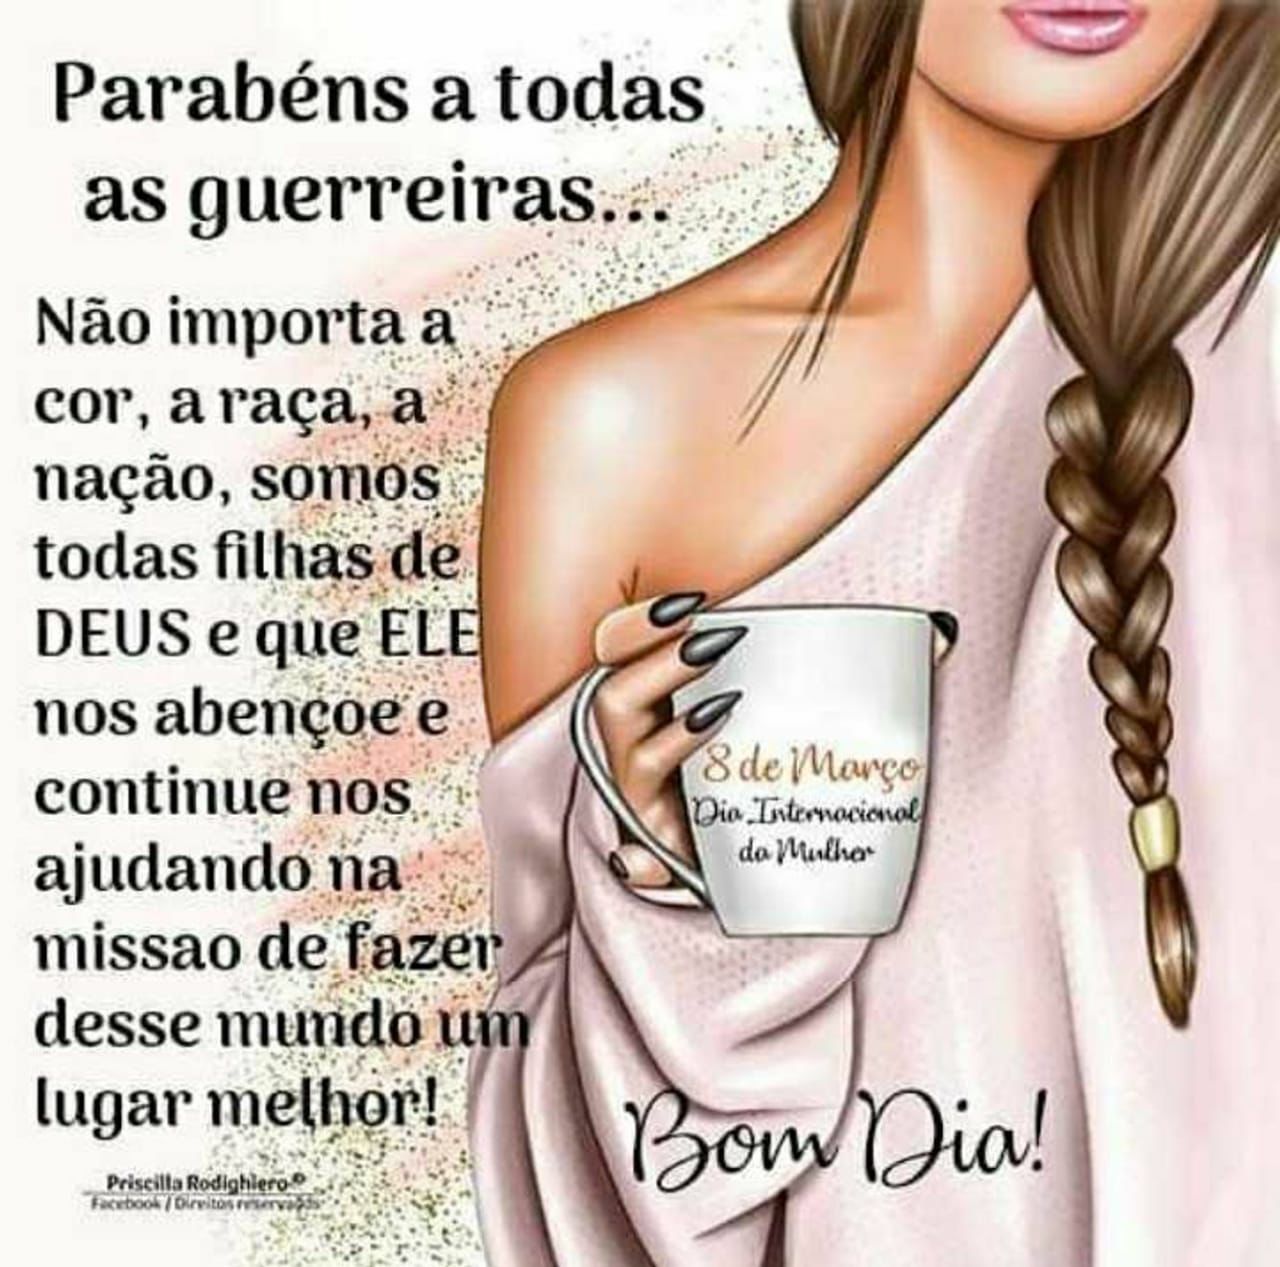 Parabéns a todas
as guerreiras...
Não importa a
cor, a raça, a
nação, somos
todas filhas de
DEUS e que ELE
nos abençoe e
continue nos
ajudando na
missao de fazer
desse mundo um
lugar melhor!
8 de Março
Dia Internacional
da Mulher
Bom Dia!
Priscilla Rodighiero ®
Facebook / Direitos reservados